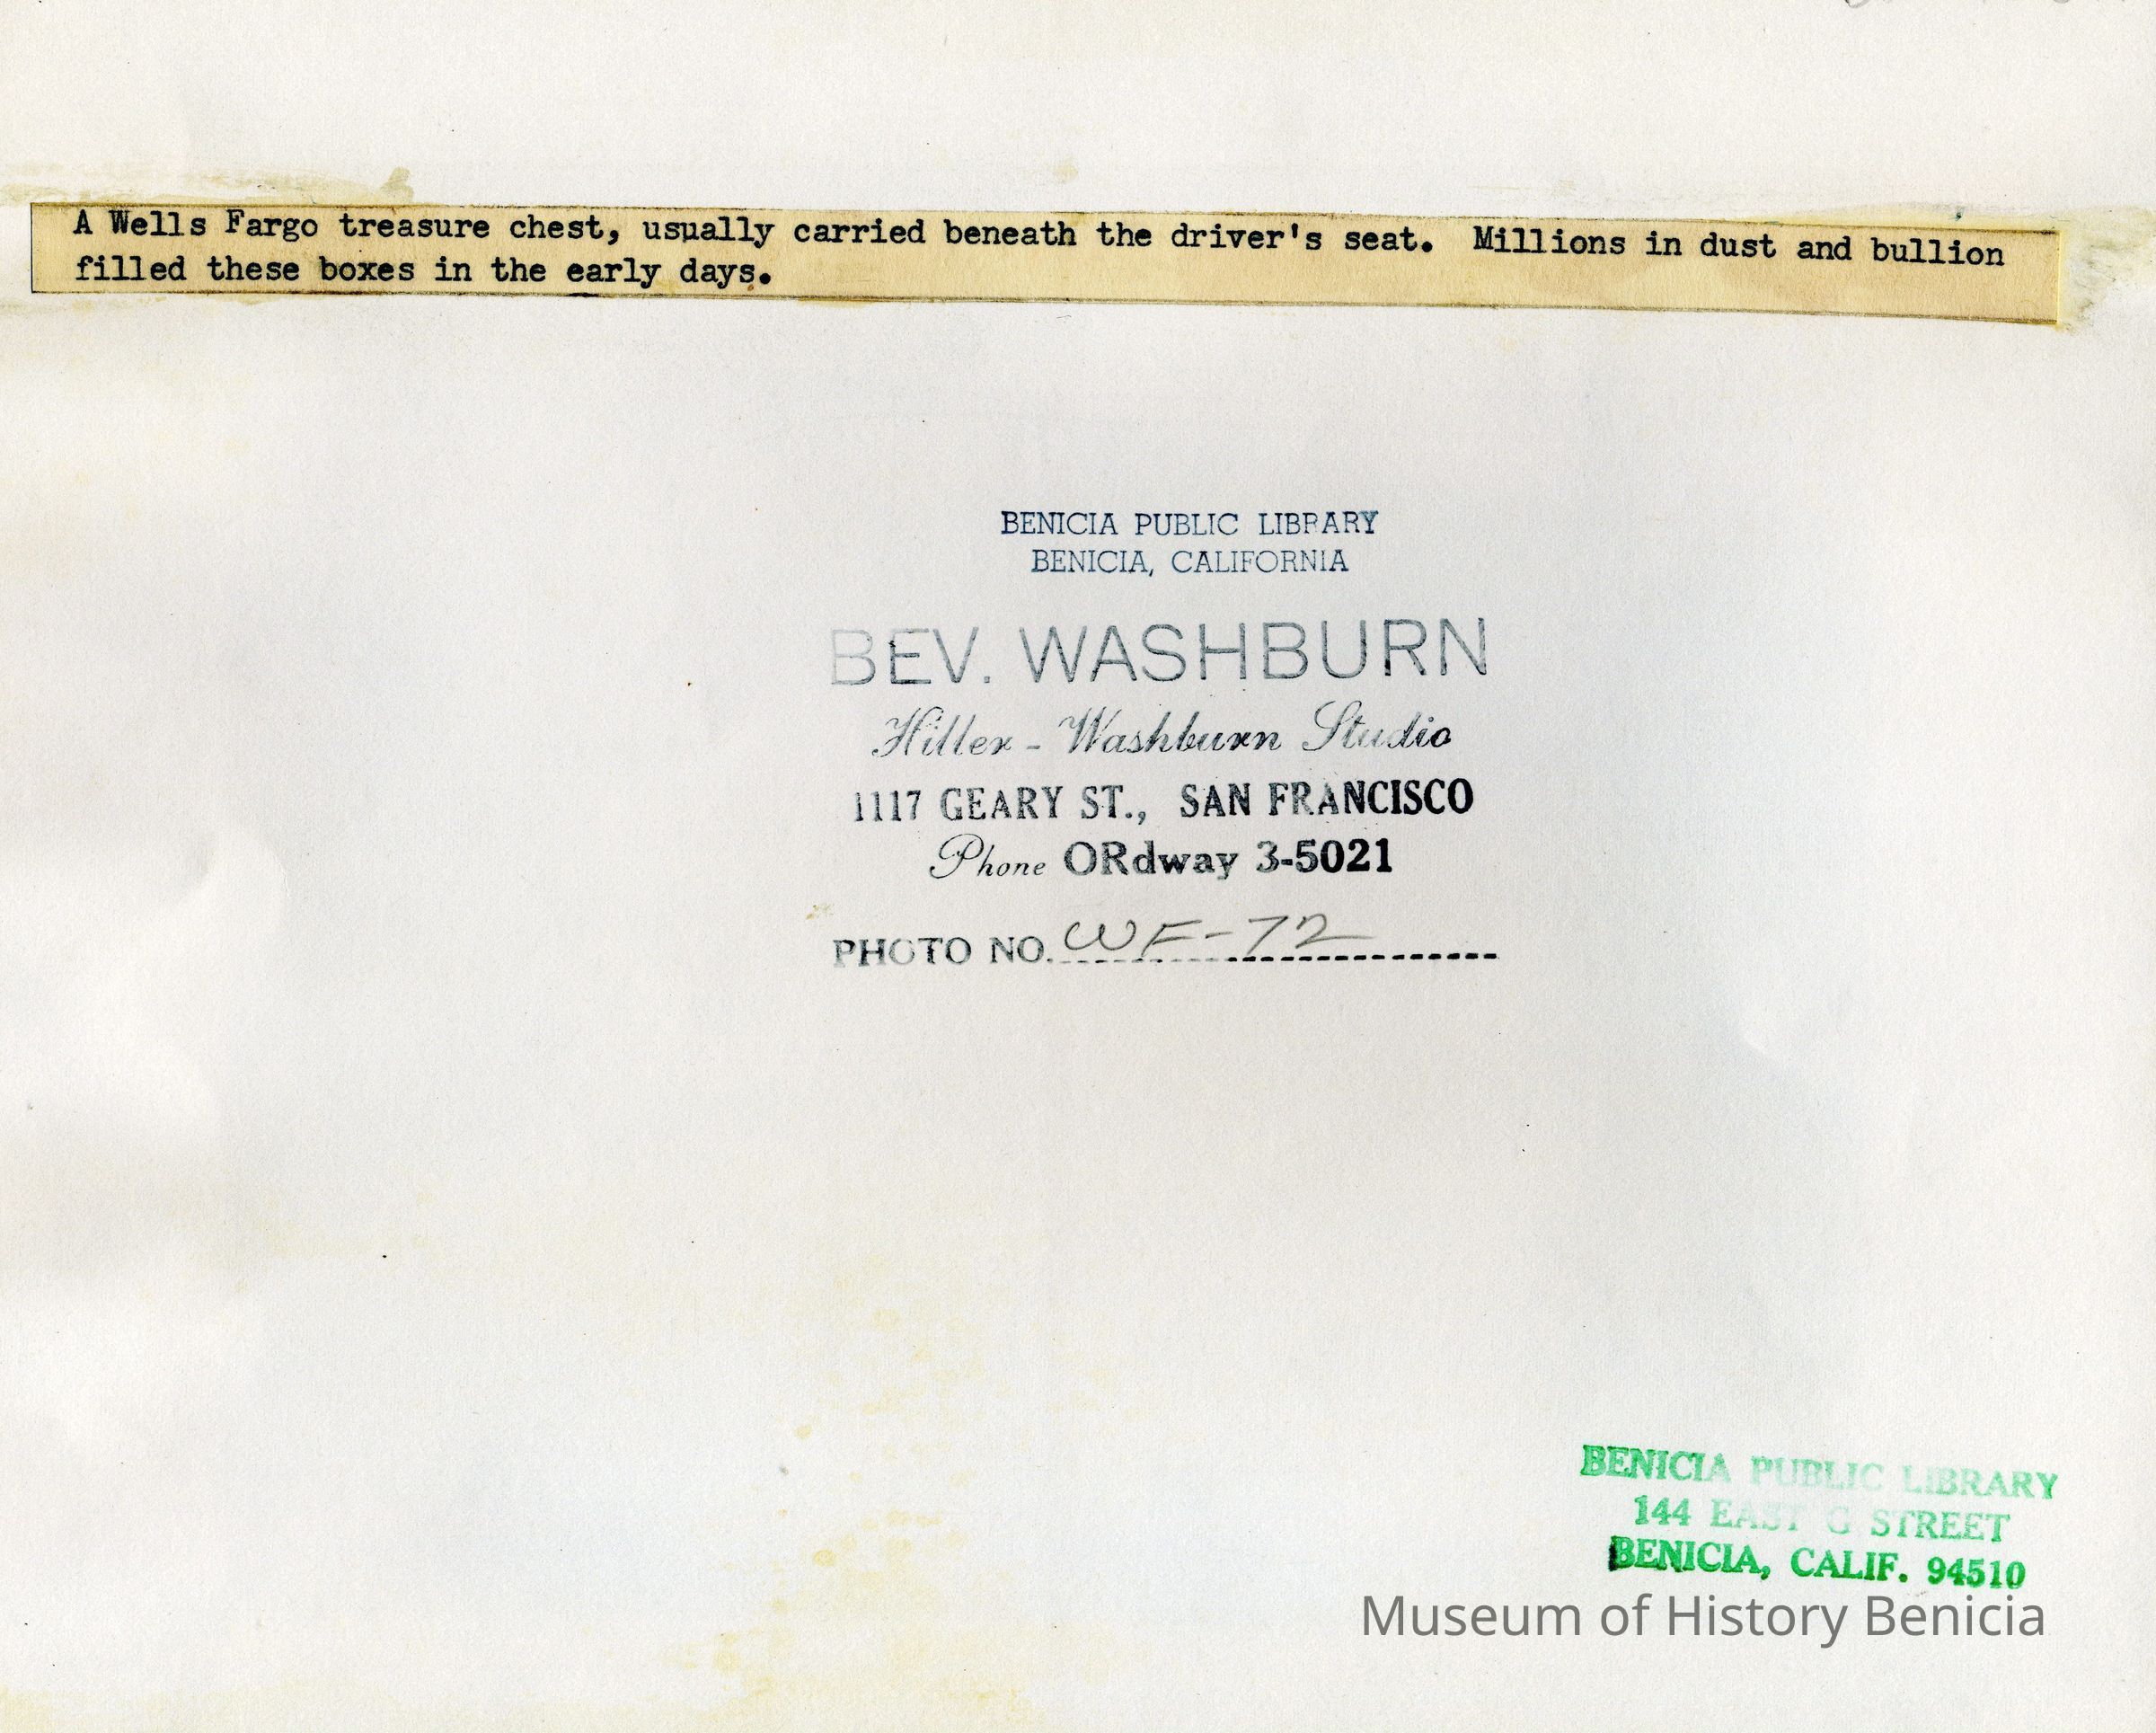 A Wells Fargo treasure chest, usually carried beneath the driver's seat.  Millions in dust and bullion
filled these boxes in the early days.
BENICIA PUBLIC LIBRARY
BENICIA, CALIFORNIA
BEV. WASHBURN
Hiller - Washburn Studio
1117 GEARY ST., SAN FRANCISCO
Phone ORdway 3-5021
PHOTO NO. WF-72
BENICIA PUBLIC LIBRARY
144 EAST G STREET
BENICIA, CALIF. 94510
Museum of History Benicia